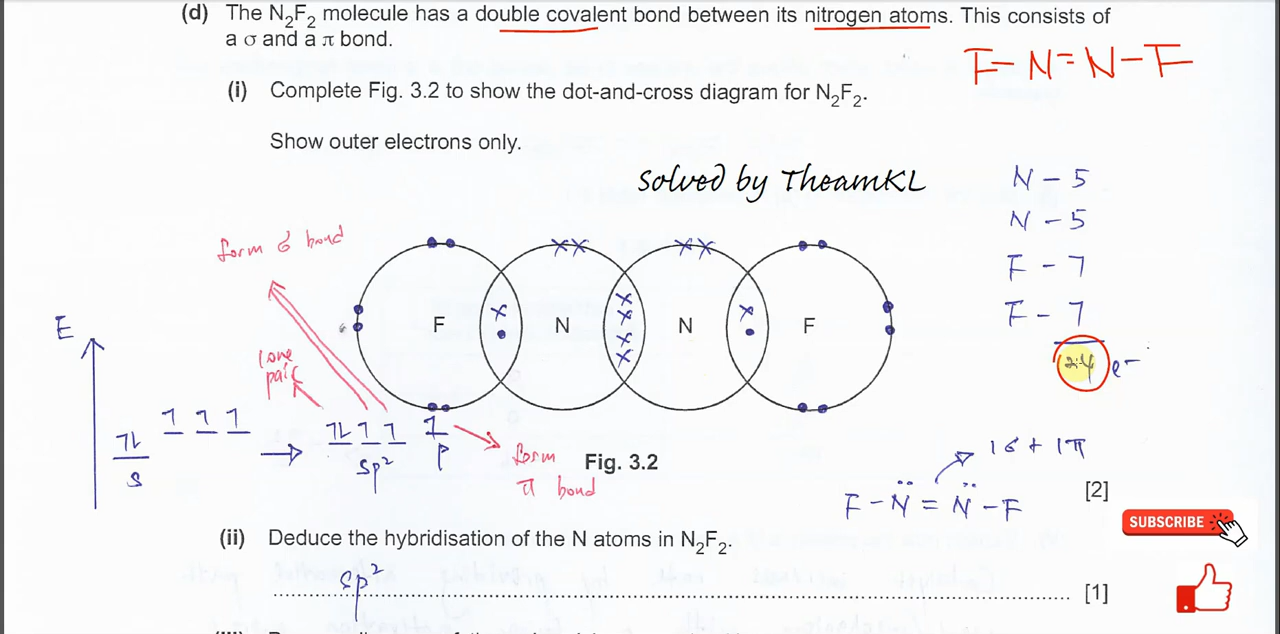 (d) The N₂F₂ molecule has a double covalent bond between its nitrogen atoms. This consists of
a σ and a π bond.
F-N=N-F
(i) Complete Fig. 3.2 to show the dot-and-cross diagram for N₂F₂.
Show outer electrons only.
Solved by TheamKL
N - 5
N - 5
F - 7
F - 7
24 e⁻
form σ bond
F N N F
E
lone
pair
s
sp²
p
form
π bond
Fig. 3.2
1σ + 1π
F-N=N-F
[2]
SUBSCRIBE
(ii) Deduce the hybridisation of the N atoms in N₂F₂.
sp²
[1]